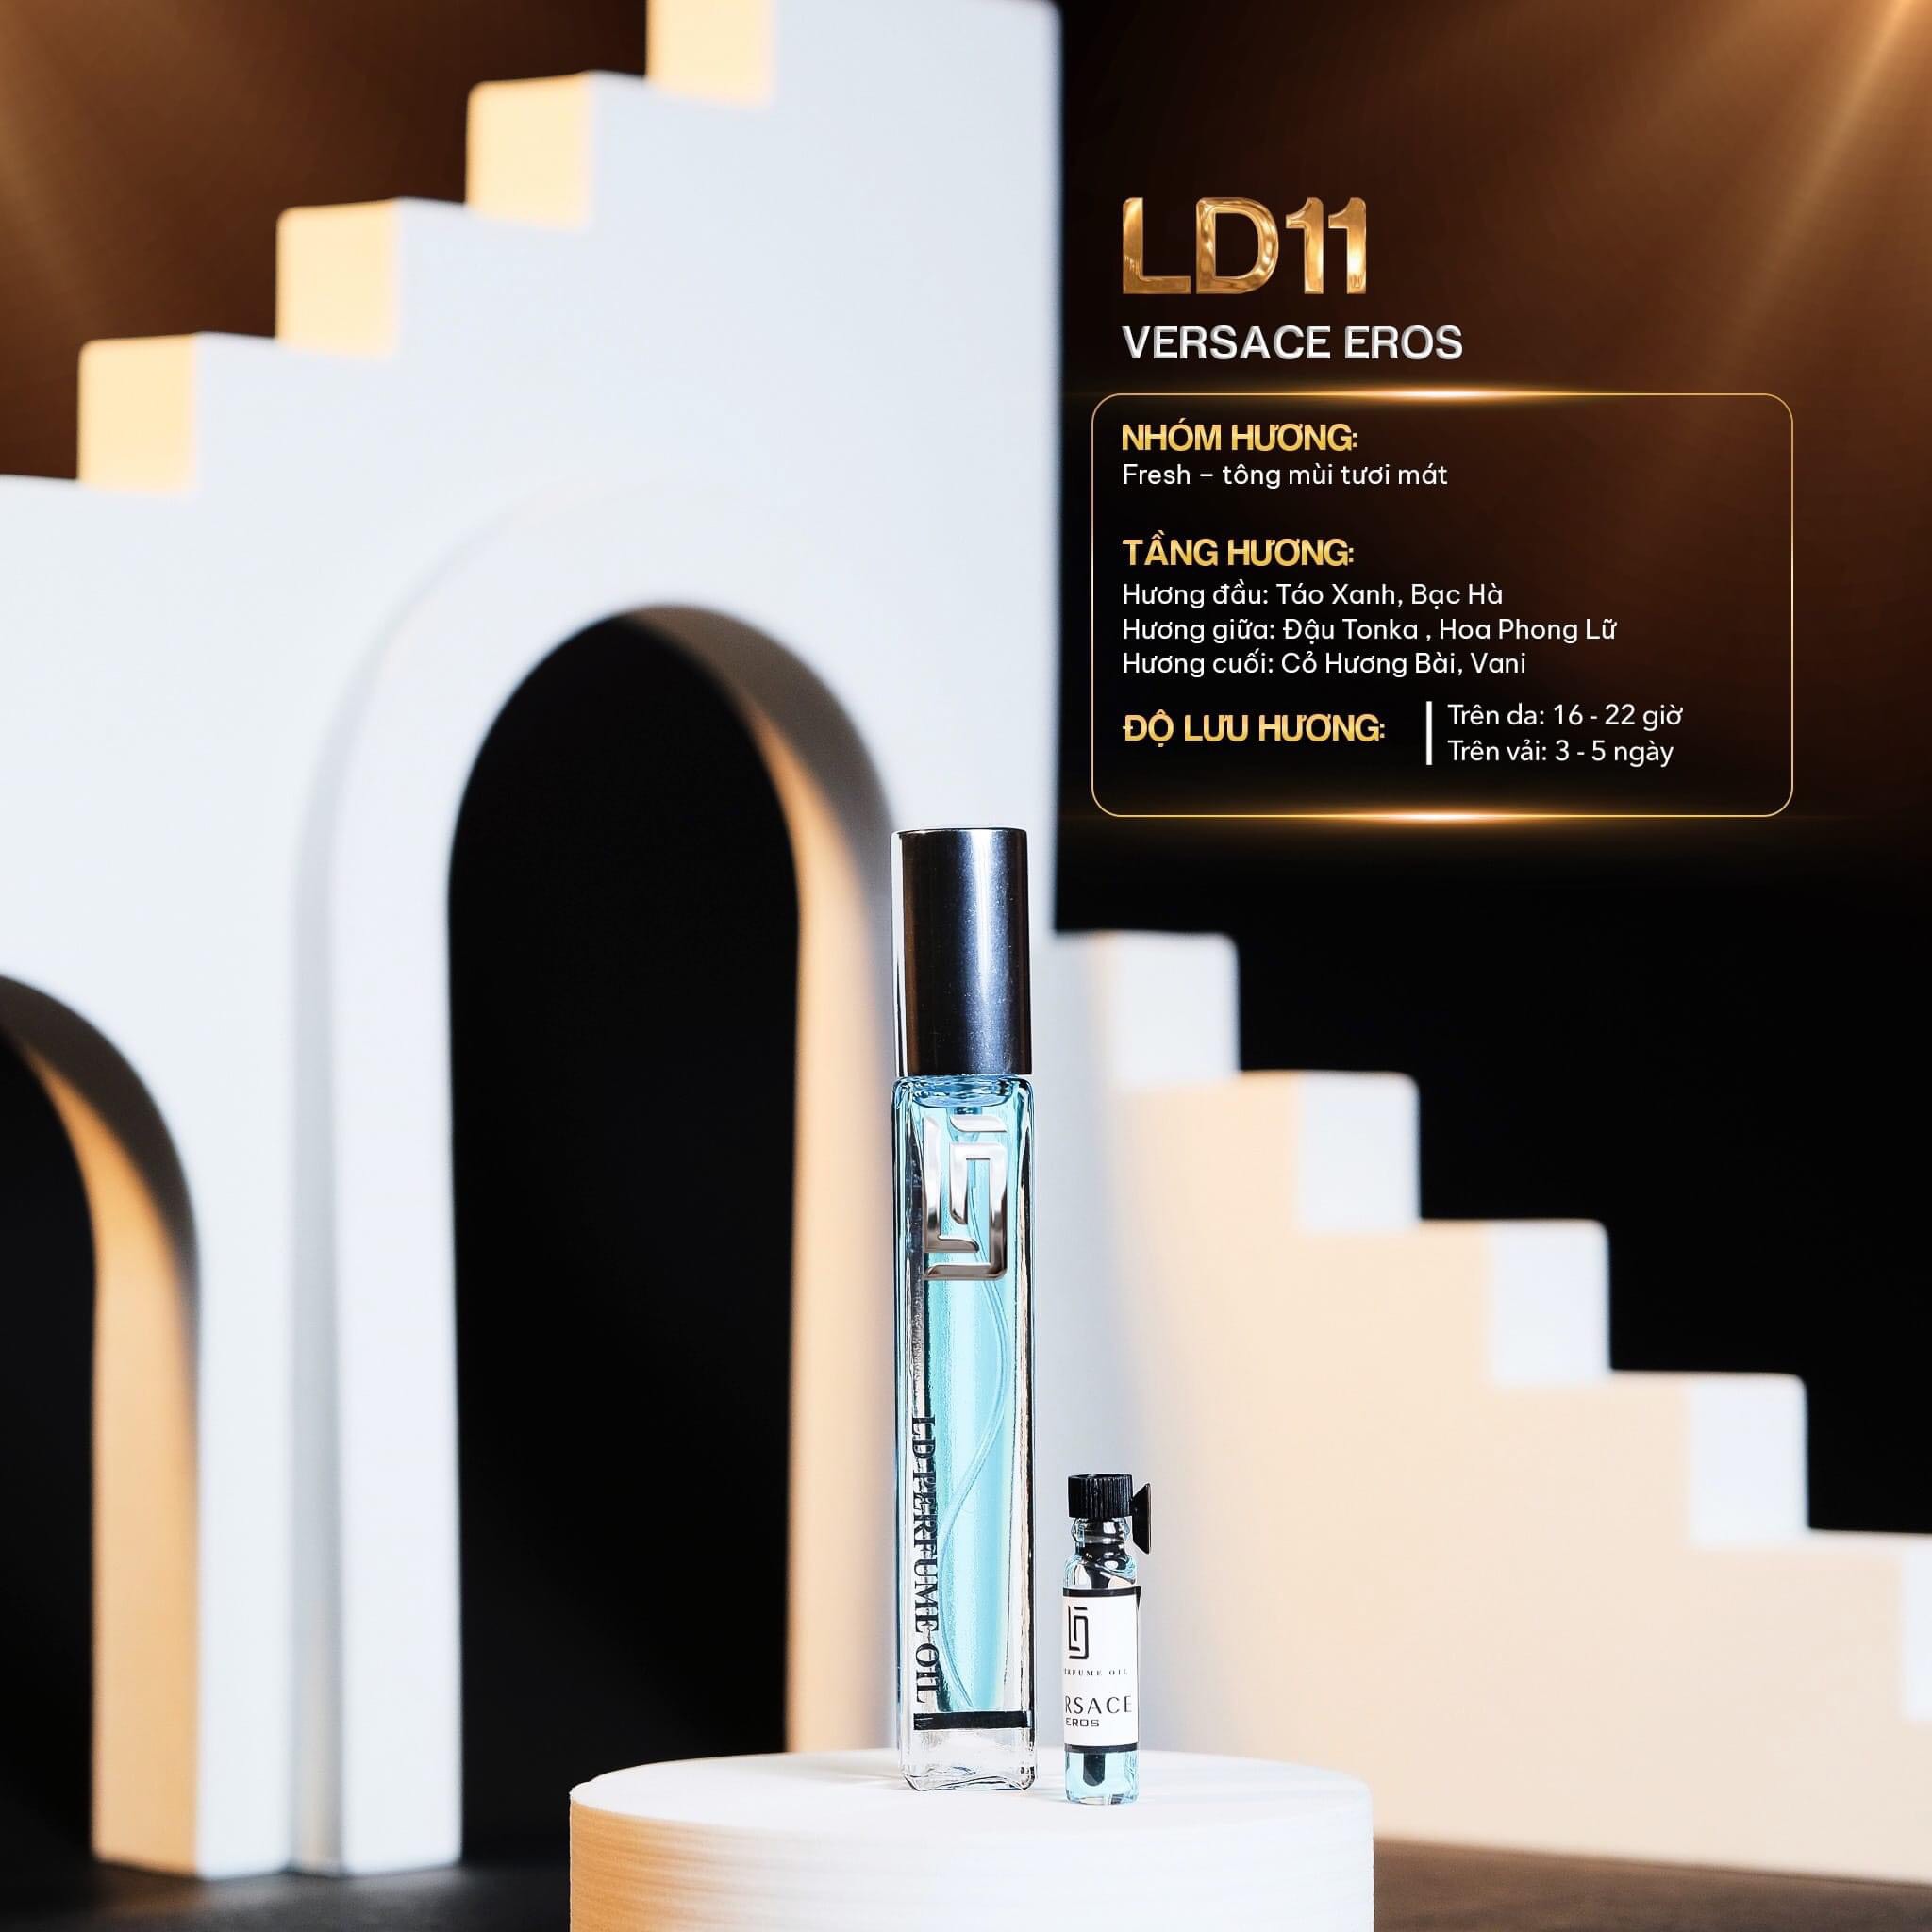 LD11
VERSACE EROS
NHÓM HƯƠNG:
Fresh – tông mùi tươi mát
TẦNG HƯƠNG:
Hương đầu: Táo Xanh, Bạc Hà
Hương giữa: Đậu Tonka , Hoa Phong Lữ
Hương cuối: Cỏ Hương Bài, Vani
ĐỘ LƯU HƯƠNG:
Trên da: 16 - 22 giờ
Trên vải: 3 - 5 ngày
LD PERFUME OIL
LD
RFUME OIL
RSACE
EROS